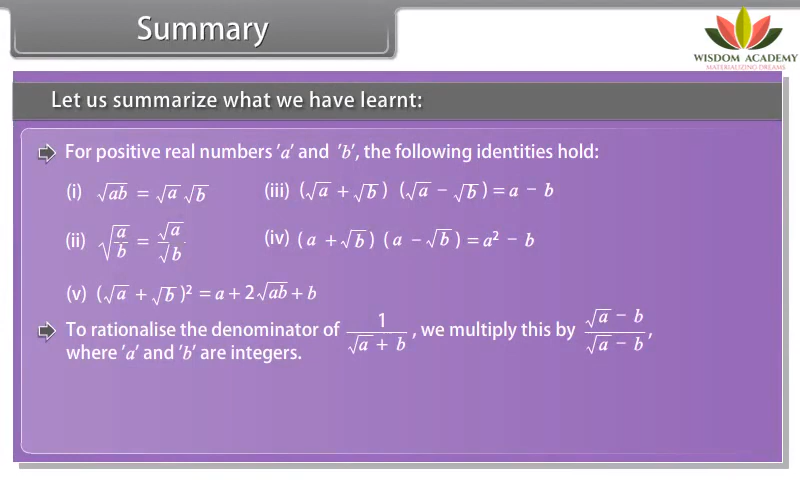 Summary
WISDOM ACADEMY
MATERIALIZING DREAMS
Let us summarize what we have learnt:
For positive real numbers 'a' and 'b', the following identities hold:
(i) √ab = √a √b (iii) (√a + √b) (√a − √b) = a − b
(ii) √(a/b) = √a/√b (iv) (a + √b) (a − √b) = a² − b
(v) (√a + √b)² = a + 2√ab + b
To rationalise the denominator of 1/(√a + b), we multiply this by (√a − b)/(√a − b),
where 'a' and 'b' are integers.